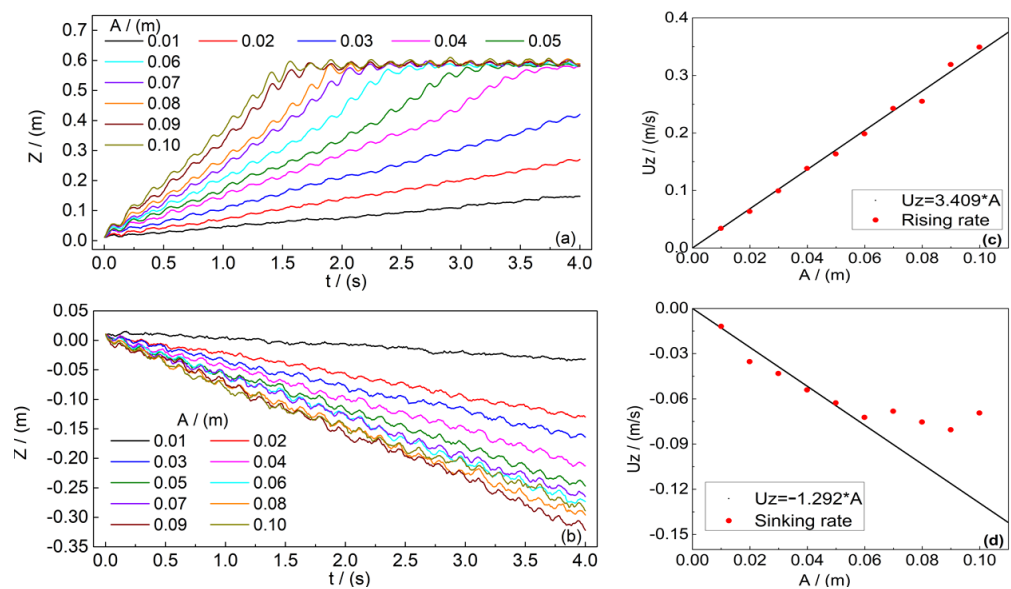 A / (m)
0.01 0.02 0.03 0.04 0.05
0.06
0.07
0.08
0.09
0.10
0.7
0.6
0.5
0.4
0.3
0.2
0.1
0.0
Z / (m)
0.0 0.5 1.0 1.5 2.0 2.5 3.0 3.5 4.0
t / (s)
(a)
0.4
0.3
0.2
0.1
0.0
Uz / (m/s)
Uz=3.409*A
Rising rate
(c)
0.00 0.02 0.04 0.06 0.08 0.10
A / (m)
0.05
0.00
-0.05
-0.10
-0.15
-0.20
-0.25
-0.30
-0.35
Z / (m)
A / (m)
0.01 0.02
0.03 0.04
0.05 0.06
0.07 0.08
0.09 0.10
(b)
0.0 0.5 1.0 1.5 2.0 2.5 3.0 3.5 4.0
t / (s)
0.00
-0.03
-0.06
-0.09
-0.12
-0.15
Uz / (m/s)
Uz=−1.292*A
Sinking rate
(d)
0.00 0.02 0.04 0.06 0.08 0.10
A / (m)